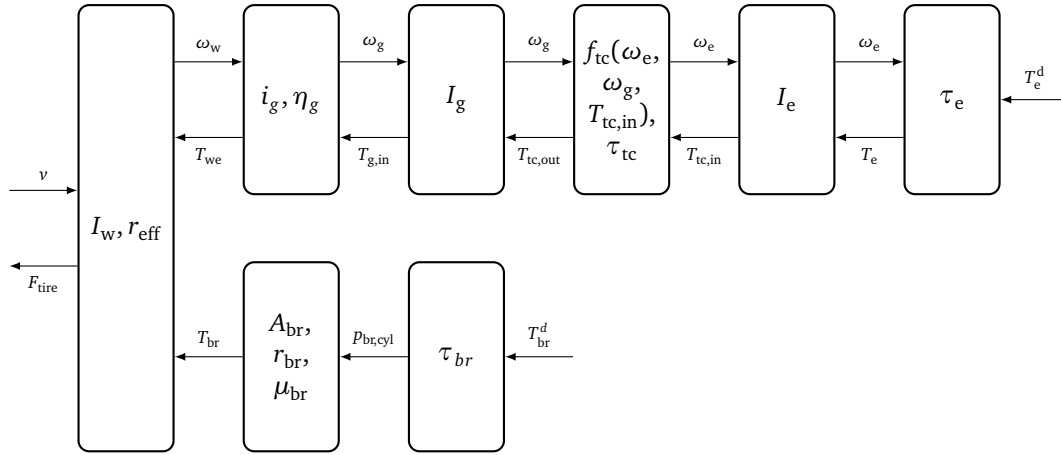 ω_w
ω_g
ω_g
ω_e
ω_e
T_e^d
i_g, η_g
I_g
f_tc(ω_e,
ω_g,
T_tc,in),
τ_tc
I_e
τ_e
T_we
T_g,in
T_tc,out
T_tc,in
T_e
v
I_w, r_eff
F_tire
T_br
A_br,
r_br,
μ_br
p_br,cyl
τ_br
T_br^d